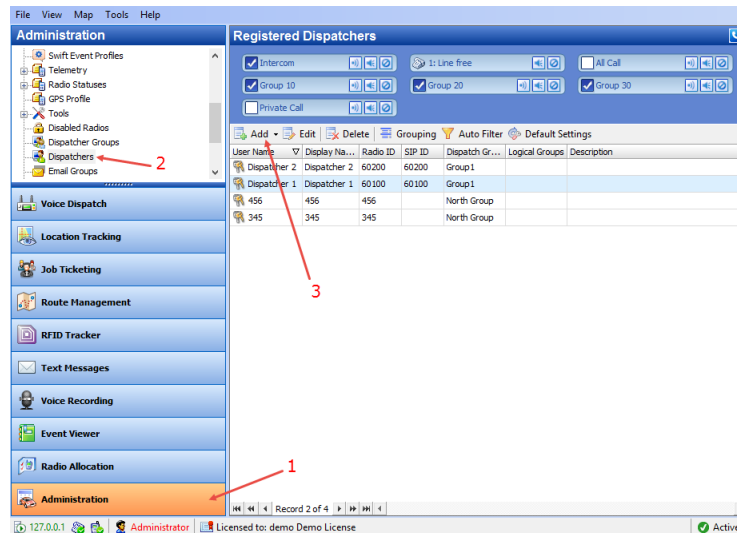 File View Map Tools Help
Administration
Registered Dispatchers
Swift Event Profiles
Telemetry
Radio Statuses
GPS Profile
Tools
Disabled Radios
Dispatcher Groups
Dispatchers
Email Groups
2
Intercom
1: Line free
All Call
Group 10
Group 20
Group 30
Private Call
Add Edit Delete Grouping Auto Filter Default Settings
User Name Display Na... Radio ID SIP ID Dispatch Gr... Logical Groups Description
Dispatcher 2 Dispatcher 2 60200 60200 Group1
Dispatcher 1 Dispatcher 1 60100 60100 Group1
456 456 456 North Group
345 345 345 North Group
3
Voice Dispatch
Location Tracking
Job Ticketing
Route Management
RFID Tracker
Text Messages
Voice Recording
Event Viewer
Radio Allocation
Administration
1
Record 2 of 4
127.0.0.1 Administrator Licensed to: demo Demo License Active